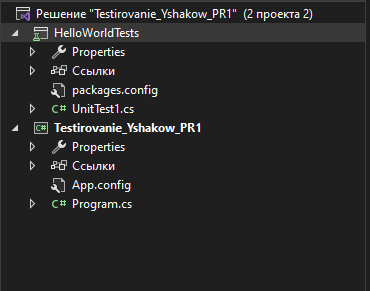 Решение "Testirovanie_Yshakow_PR1" (2 проекта 2)
HelloWorldTests
Properties
Ссылки
packages.config
C# UnitTest1.cs
C# Testirovanie_Yshakow_PR1
Properties
Ссылки
App.config
C# Program.cs